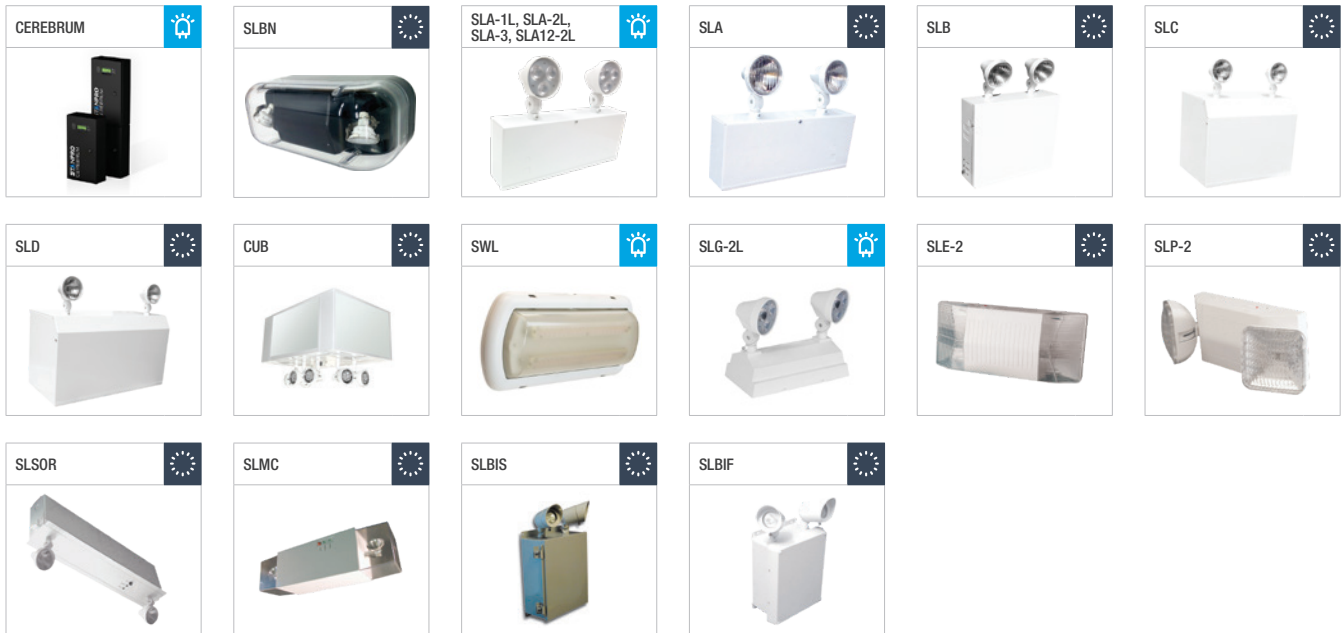 CEREBRUM
SLBN
SLA-1L, SLA-2L,
SLA-3, SLA12-2L
SLA
SLB
SLC
SLD
CUB
SWL
SLG-2L
SLE-2
SLP-2
SLSOR
SLMC
SLBIS
SLBIF